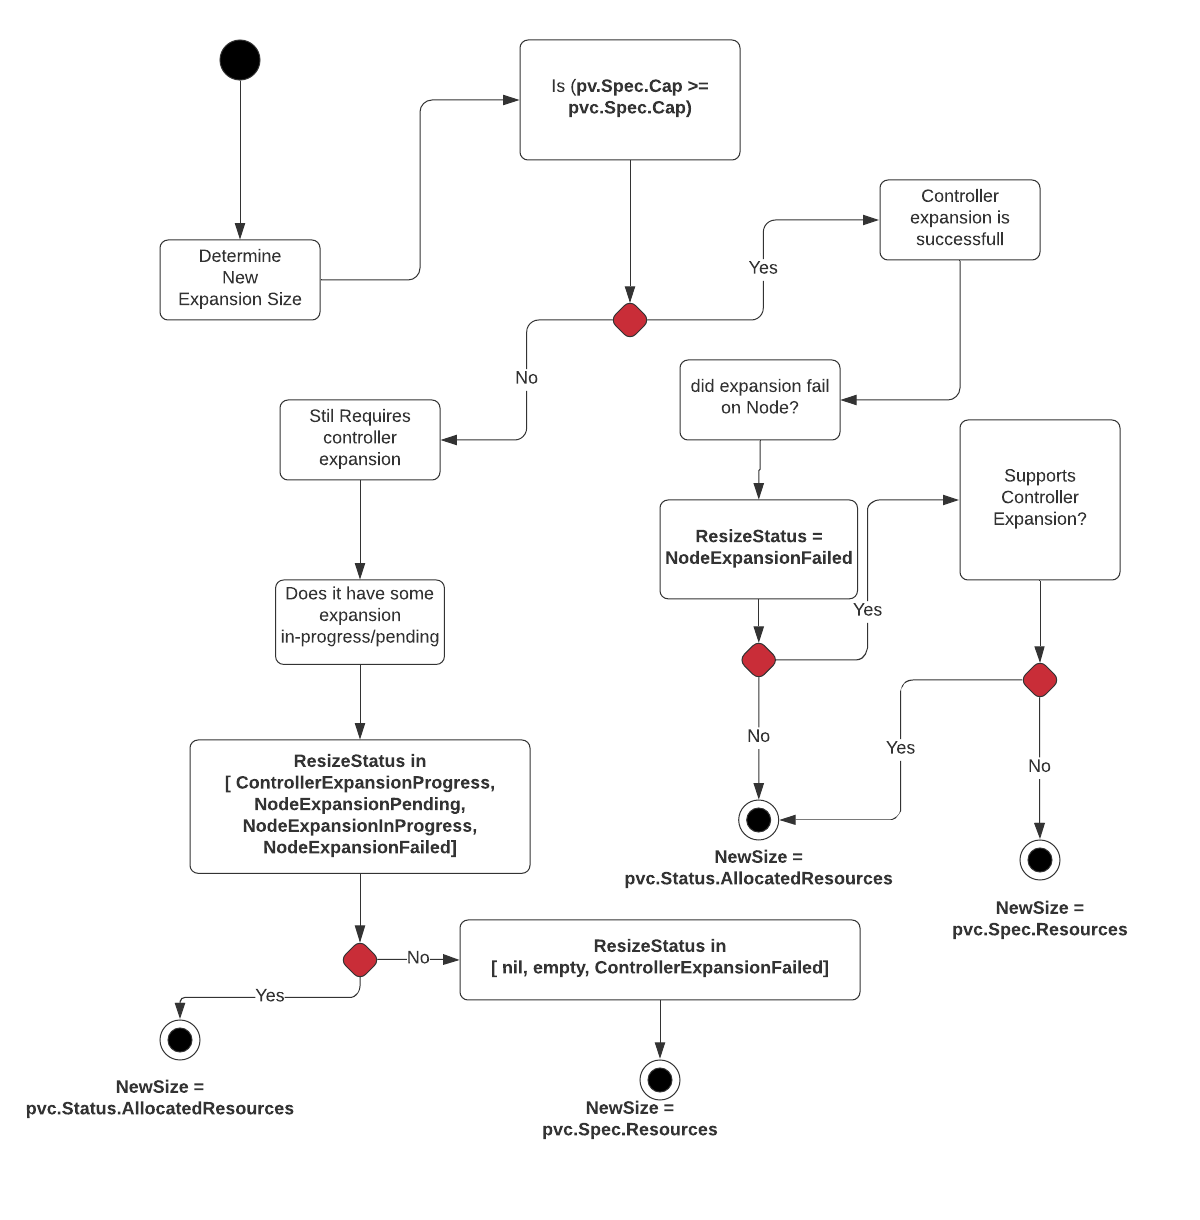 Is (pv.Spec.Cap >=
pvc.Spec.Cap)
Determine
New
Expansion Size
Controller
expansion is
successfull
Yes
No
did expansion fail
on Node?
Stil Requires
controller
expansion
Supports
Controller
Expansion?
ResizeStatus =
NodeExpansionFailed
Yes
Does it have some
expansion
in-progress/pending
No
Yes
No
ResizeStatus in
[ ControllerExpansionProgress,
NodeExpansionPending,
NodeExpansionInProgress,
NodeExpansionFailed]
NewSize =
pvc.Status.AllocatedResources
NewSize =
pvc.Spec.Resources
No
ResizeStatus in
[ nil, empty, ControllerExpansionFailed]
Yes
NewSize =
pvc.Status.AllocatedResources
NewSize =
pvc.Spec.Resources